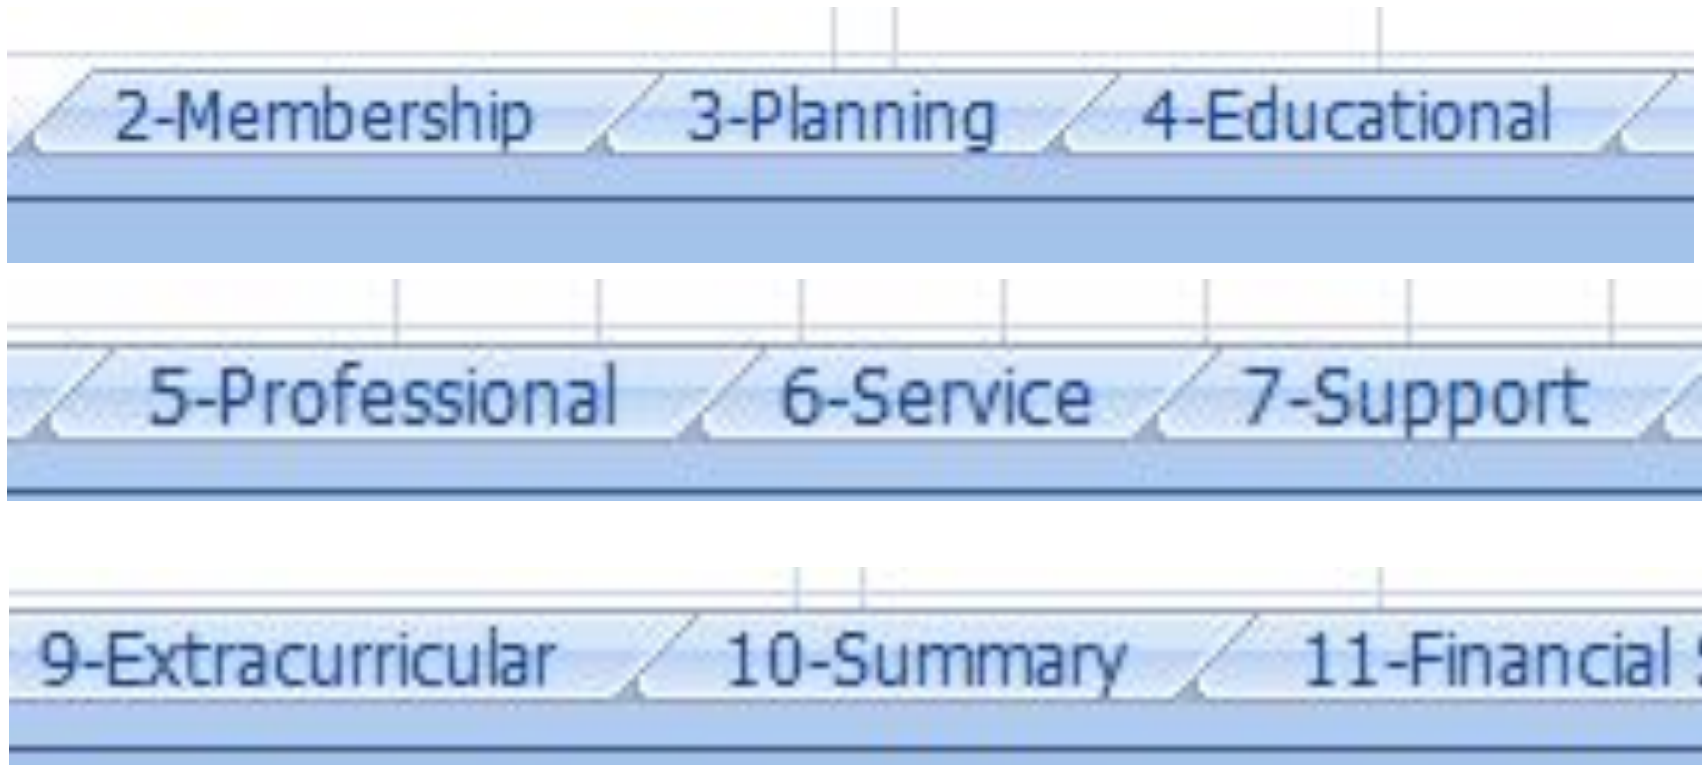 2-Membership 3-Planning 4-Educational
5-Professional 6-Service 7-Support
9-Extracurricular 10-Summary 11-Financial